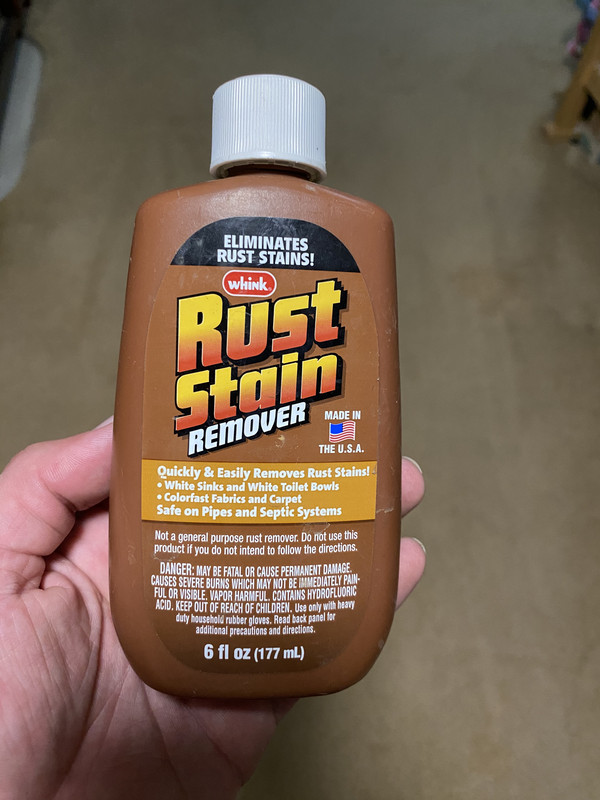 ELIMINATES
RUST STAINS!
whink®
Rust
Stain
REMOVER
MADE IN
THE U.S.A.
Quickly & Easily Removes Rust Stains!
• White Sinks and White Toilet Bowls
• Colorfast Fabrics and Carpet
Safe on Pipes and Septic Systems
Not a general purpose rust remover. Do not use this
product if you do not intend to follow the directions.
DANGER: MAY BE FATAL OR CAUSE PERMANENT DAMAGE.
CAUSES SEVERE BURNS WHICH MAY NOT BE IMMEDIATELY PAIN-
FUL OR VISIBLE. VAPOR HARMFUL. CONTAINS HYDROFLUORIC
ACID. KEEP OUT OF REACH OF CHILDREN. Use only with heavy
duty household rubber gloves. Read back panel for
additional precautions and directions.
6 fl oz (177 mL)